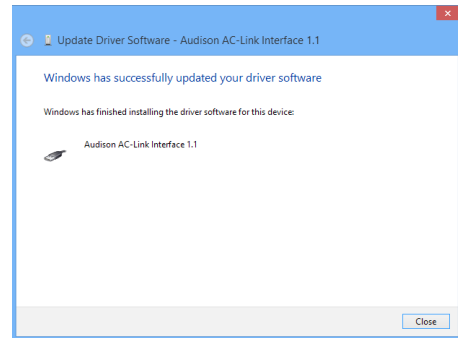 Update Driver Software - Audison AC-Link Interface 1.1
Windows has successfully updated your driver software
Windows has finished installing the driver software for this device:
Audison AC-Link Interface 1.1
Close